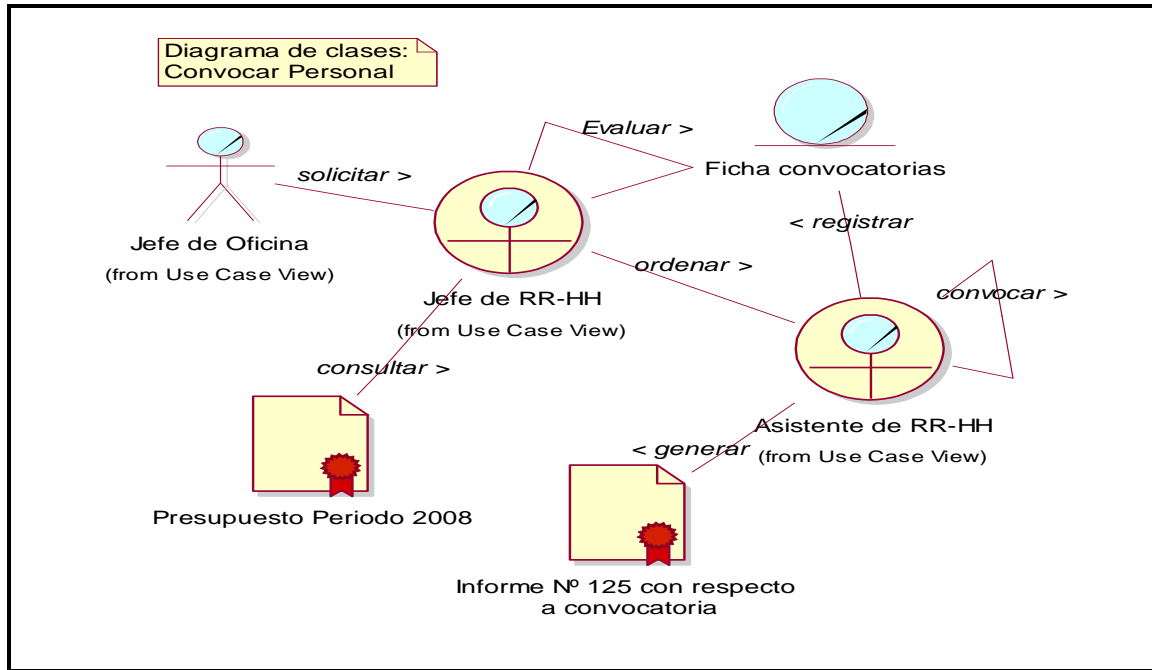 Diagrama de clases:
Convocar Personal
Evaluar >
Ficha convocatorias
solicitar >
Jefe de Oficina
(from Use Case View)
< registrar
ordenar >
convocar >
Jefe de RR-HH
(from Use Case View)
consultar >
Asistente de RR-HH
(from Use Case View)
< generar
Presupuesto Periodo 2008
Informe Nº 125 con respecto
a convocatoria